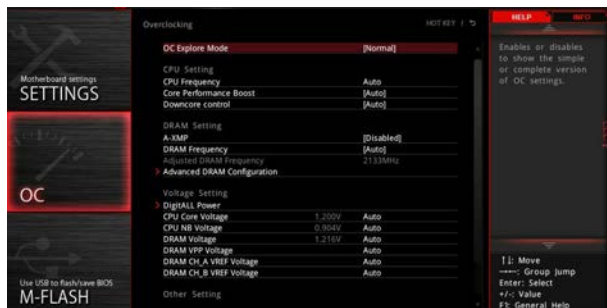 Overclocking
HOT KEY
HELP
INFO
OC Explore Mode [Normal]
CPU Setting
CPU Frequency Auto
Core Performance Boost [Auto]
Downcore control [Auto]
DRAM Setting
A-XMP [Disabled]
DRAM Frequency [Auto]
Adjusted DRAM Frequency 2133MHz
Advanced DRAM Configuration
Voltage Setting
DigitALL Power
CPU Core Voltage 1.200V Auto
CPU NB Voltage 0.904V Auto
DRAM Voltage 1.216V Auto
DRAM VPP Voltage Auto
DRAM CH_A VREF Voltage Auto
DRAM CH_B VREF Voltage Auto
Other Setting
Motherboard settings
SETTINGS
OC
Use USB to flash/save BIOS
M-FLASH
Enables or disables
to show the simple
or complete version
of OC settings.
↑↓: Move
: Group Jump
Enter: Select
+/-: Value
F1: General Help